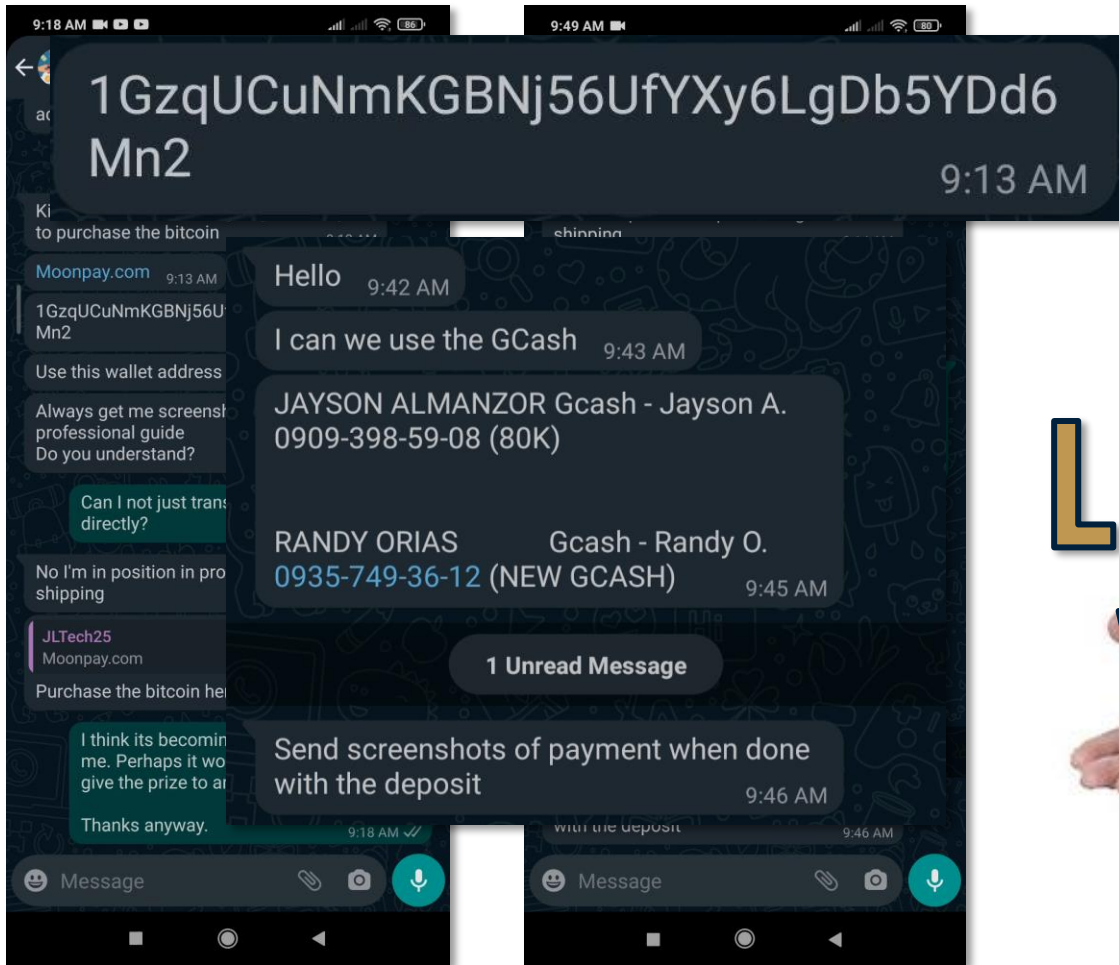 9:18 AM
86
9:49 AM
80
1GzqUCuNmKGBNj56UfYXy6LgDb5YDd6
Mn2
9:13 AM
to purchase the bitcoin
Moonpay.com 9:13 AM
1GzqUCuNmKGBNj56U
Mn2
Use this wallet address
Always get me
professional guide
Do you understand?
Can I not just
directly?
No I'm in position in
shipping
JLTech25
Moonpay.com
Purchase the bitcoin
I think its
me. Perhaps it
give the prize to
Thanks anyway.
9:18 AM
Message
shipping
Hello 9:42 AM
I can we use the GCash 9:43 AM
JAYSON ALMANZOR Gcash - Jayson A.
0909-398-59-08 (80K)
RANDY ORIAS Gcash - Randy O.
0935-749-36-12 (NEW GCASH) 9:45 AM
1 Unread Message
Send screenshots of payment when done
with the deposit 9:46 AM
with the deposit 9:46 AM
Message
L